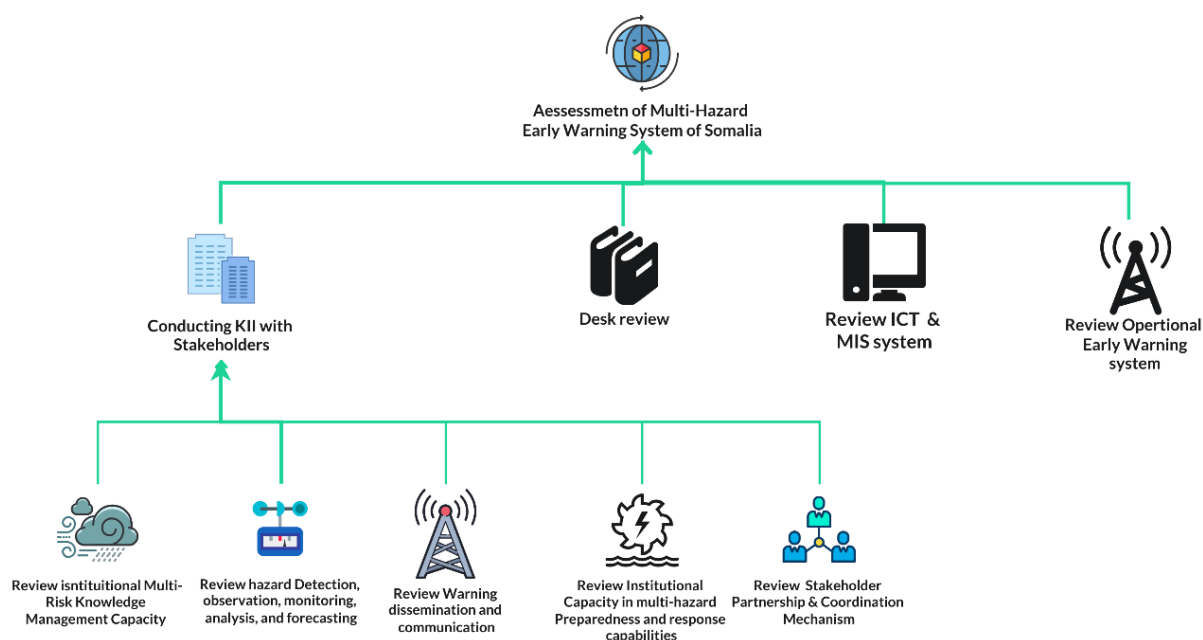 Aessessmetn of Multi-Hazard
Early Warning System of Somalia
Conducting KII with
Stakeholders
Desk review
Review ICT &
MIS system
Review Opertional
Early Warning
system
Review isntituitional Multi-
Risk Knowledge
Management Capacity
Review hazard Detection,
observation, monitoring,
analysis, and forecasting
Review Warning
dissemination and
communication
Review Institutional
Capacity in multi-hazard
Preparedness and response
capabilities
Review Stakeholder
Partnership & Coordination
Mechanism